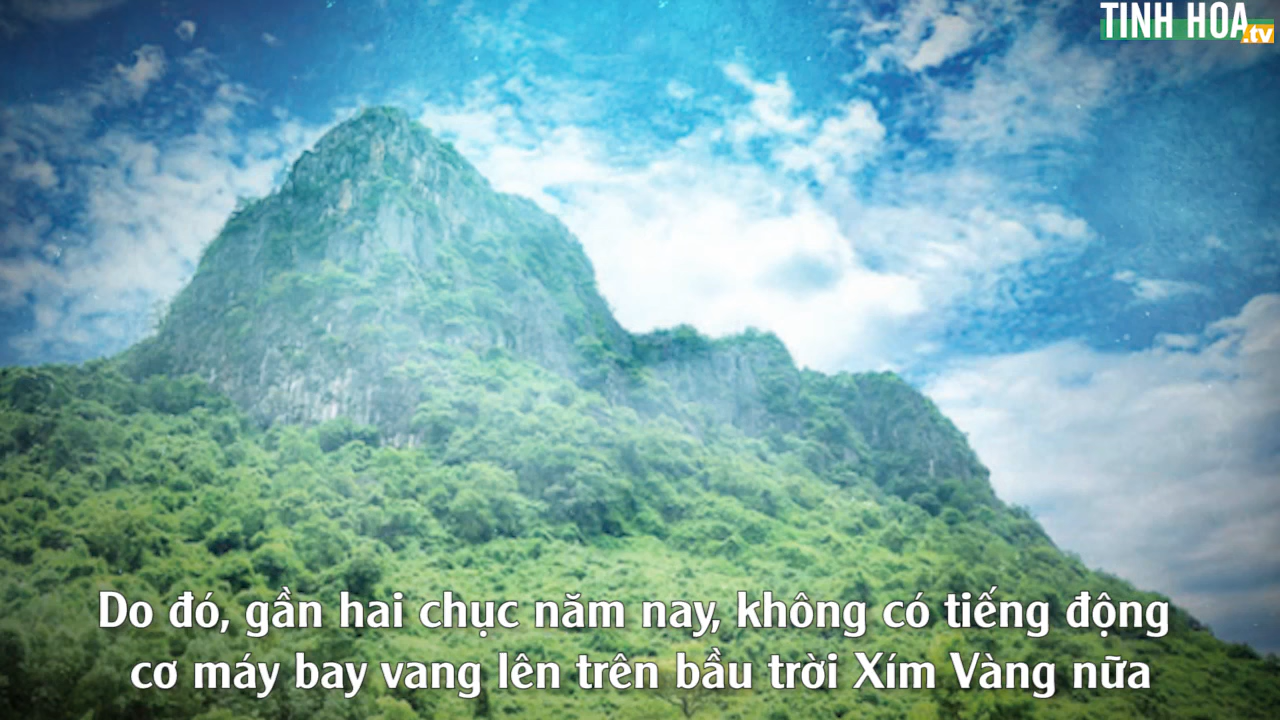 TINH HOA
.tv
Do đó, gần hai chục năm nay, không có tiếng động
cơ máy bay vang lên trên bầu trời Xím Vàng nữa